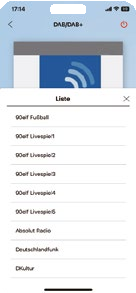 17:14
DAB/DAB+
Liste
90elf Fußball
90elf Livespiel1
90elf Livespiel2
90elf Livespiel3
90elf Livespiel4
90elf Livespiel5
Absolut Radio
Deutschlandfunk
DKultur